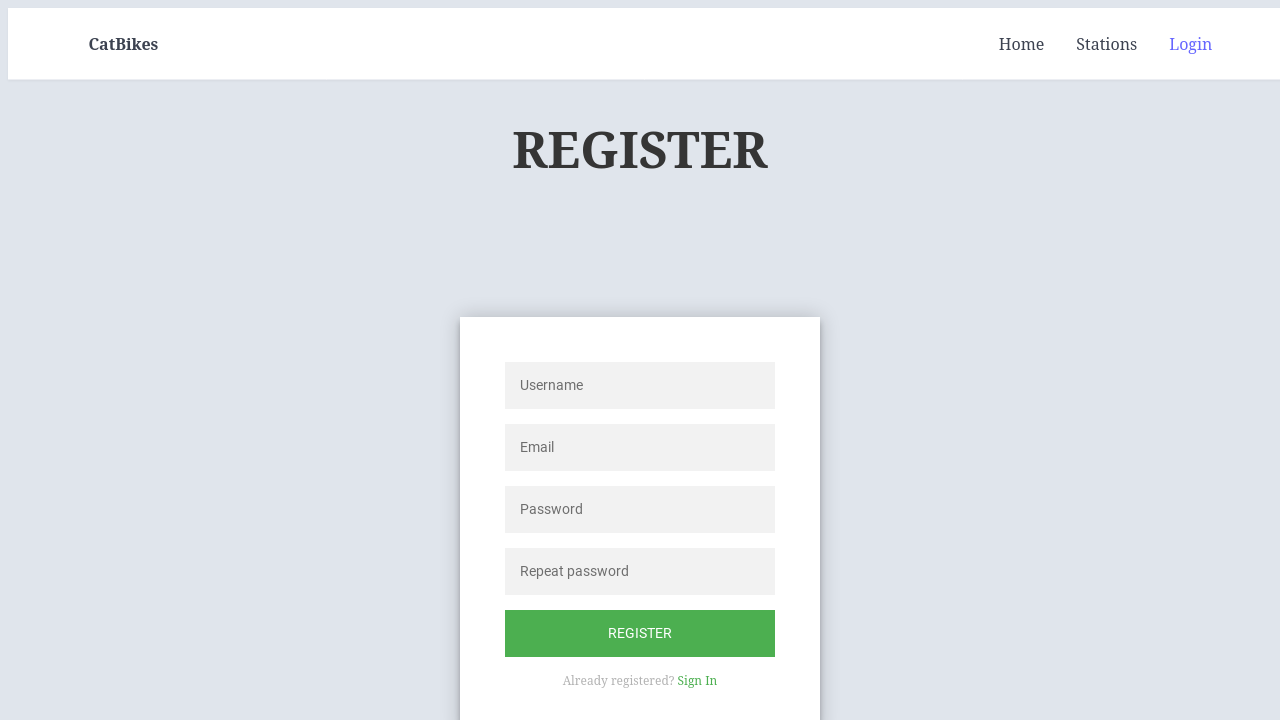 CatBikes Home Stations Login
REGISTER
Username
Email
Password
Repeat password
REGISTER
Already registered? Sign In